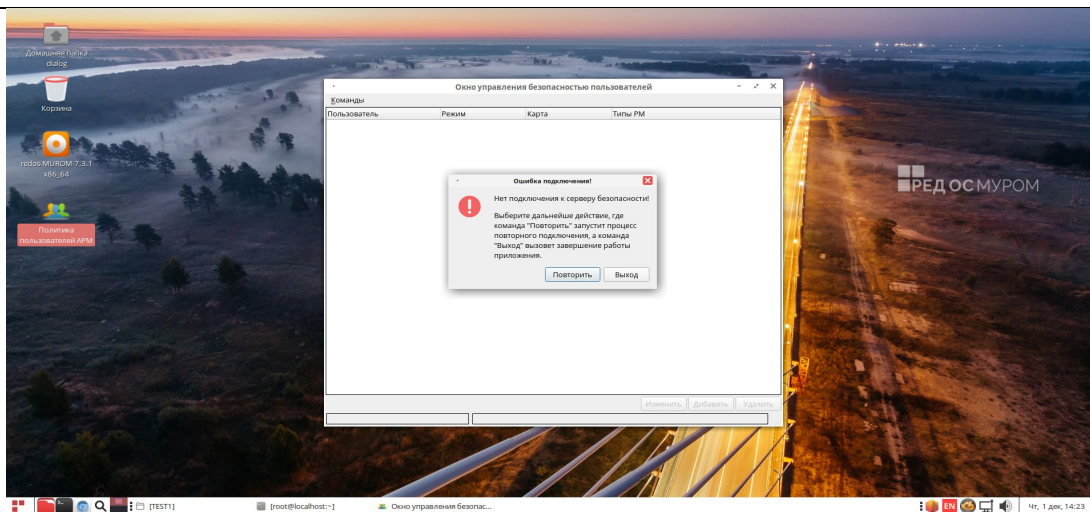 Домашняя папка
dialog
Корзина
redos-MUROM-7.3.1
x86_64
Политика
пользователей АРМ
Окно управления безопасностью пользователей
Команды
Пользователь Режим Карта Типы РМ
Ошибка подключения!
Нет подключения к серверу безопасности!
Выберите дальнейше действие, где
команда "Повторить" запустит процесс
повторного подключения, а команда
"Выход" вызовет завершение работы
приложения.
Повторить Выход
Изменить Добавить Удалить
РЕД ОС МУРОМ
[TEST1] [root@localhost:~] Окно управления безопас... EN Чт, 1 дек, 14:23